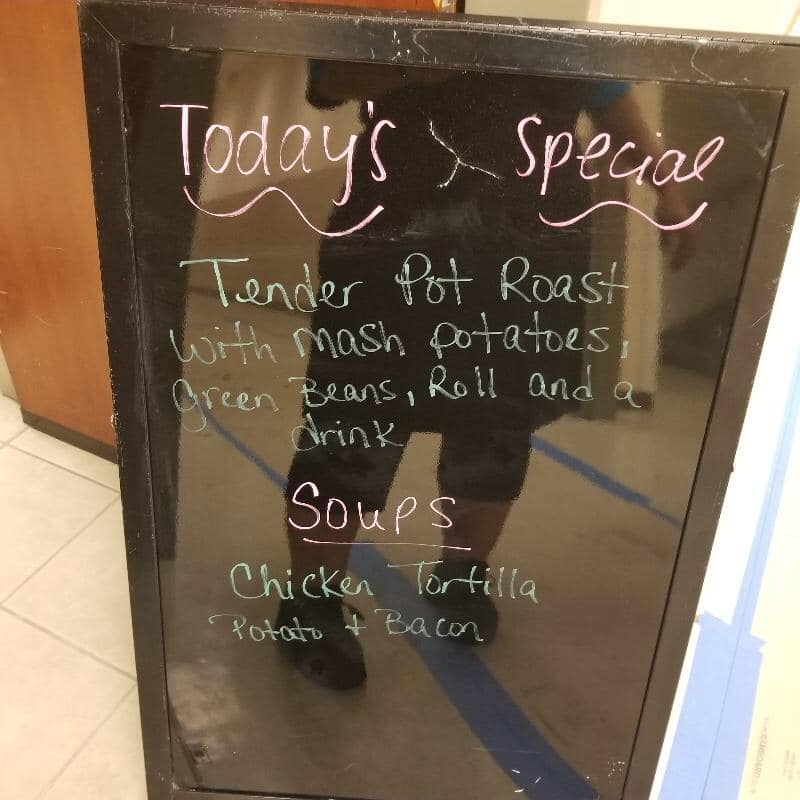 Today's Special
Tender Pot Roast
with mash potatoes,
green Beans, Roll and a
drink
Soups
Chicken Tortilla
Potato + Bacon